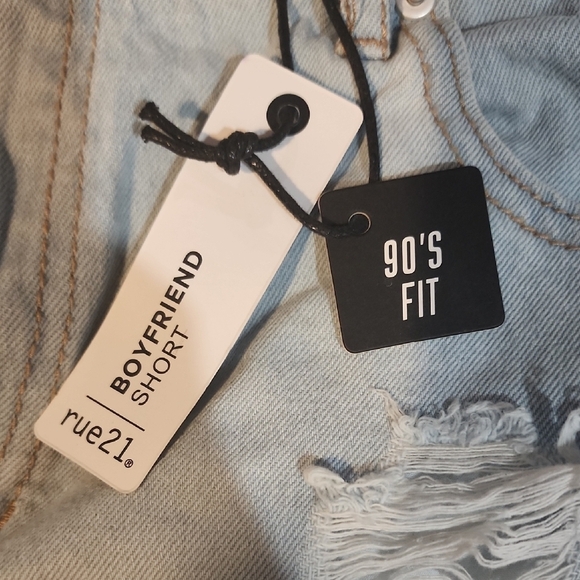 BOYFRIEND
SHORT
rue21®
90'S
FIT